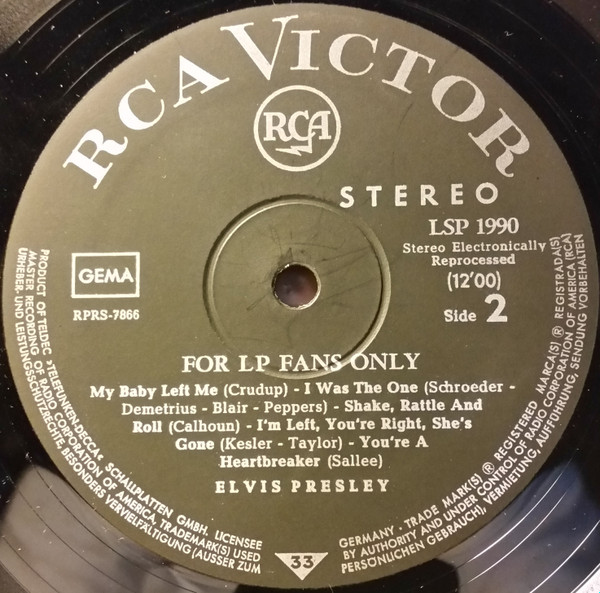 RCA VICTOR
RCA
STEREO
LSP 1990
Stereo Electronically
Reprocessed
(12'00)
Side 2
GEMA
RPRS-7866
FOR LP FANS ONLY
My Baby Left Me (Crudup) - I Was The One (Schroeder -
Demetrius - Blair - Peppers) - Shake, Rattle And
Roll (Calhoun) - I'm Left, You're Right, She's
Gone (Kesler - Taylor) - You're A
Heartbreaker (Sallee)
ELVIS PRESLEY
PRODUCT OF TELDEC »TELEFUNKEN-DECCA« SCHALLPLATTEN GMBH. LICENSEE
MASTER RECORDING OF RADIO CORPORATION OF AMERICA, TRADEMARK(S) USED
URHEBER- UND LEISTUNGSSCHUTZRECHTE, BESONDERS VERVIELFÄLTIGUNG (AUSSER ZUM
33
GERMANY · TRADE MARK(S) ® REGISTERED MARCA(S) ® REGISTRADA(S)
BY AUTHORITY AND UNDER CONTROL OF RADIO CORPORATION OF AMERICA (RCA)
PERSÖNLICHEN GEBRAUCH), VERMIETUNG, AUFFÜHRUNG, SENDUNG VORBEHALTEN